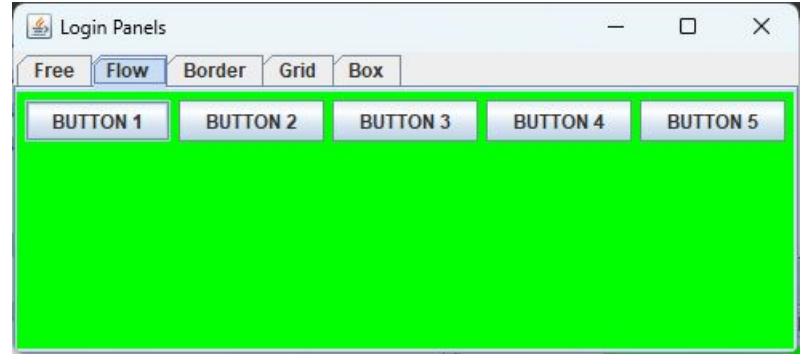 Login Panels
Free Flow Border Grid Box
BUTTON 1 BUTTON 2 BUTTON 3 BUTTON 4 BUTTON 5